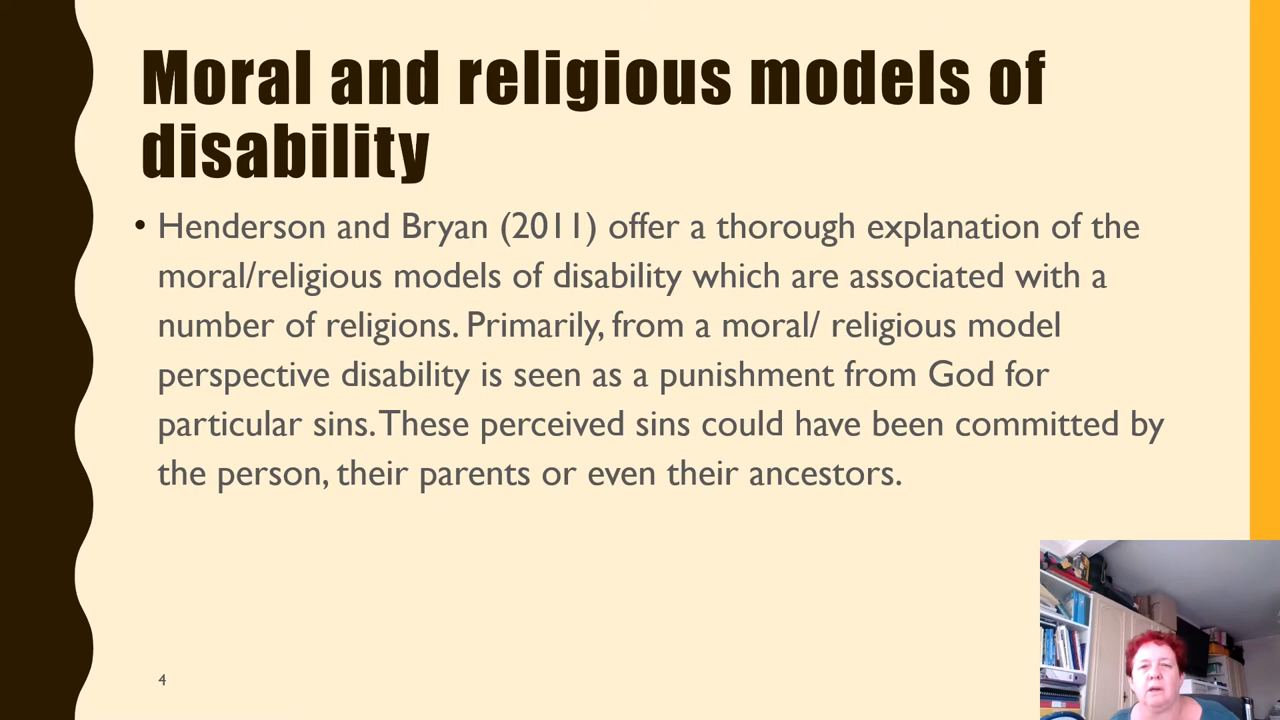 Moral and religious models of
disability
• Henderson and Bryan (2011) offer a thorough explanation of the
moral/religious models of disability which are associated with a
number of religions. Primarily, from a moral/ religious model
perspective disability is seen as a punishment from God for
particular sins. These perceived sins could have been committed by
the person, their parents or even their ancestors.
4